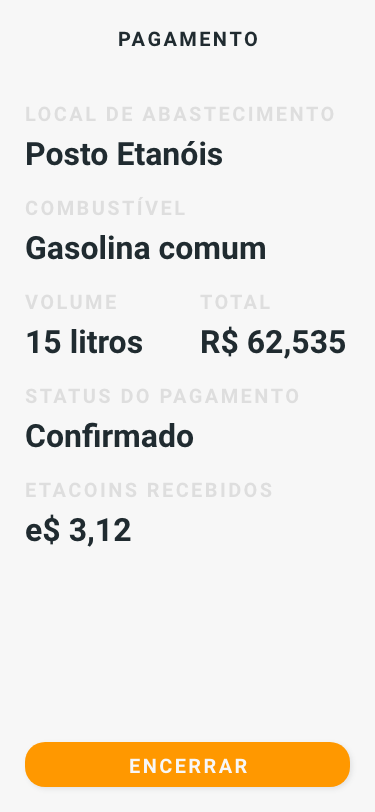 PAGAMENTO
LOCAL DE ABASTECIMENTO
Posto Etanóis
COMBUSTÍVEL
Gasolina comum
VOLUME TOTAL
15 litros R$ 62,535
STATUS DO PAGAMENTO
Confirmado
ETACOINS RECEBIDOS
e$ 3,12
ENCERRAR